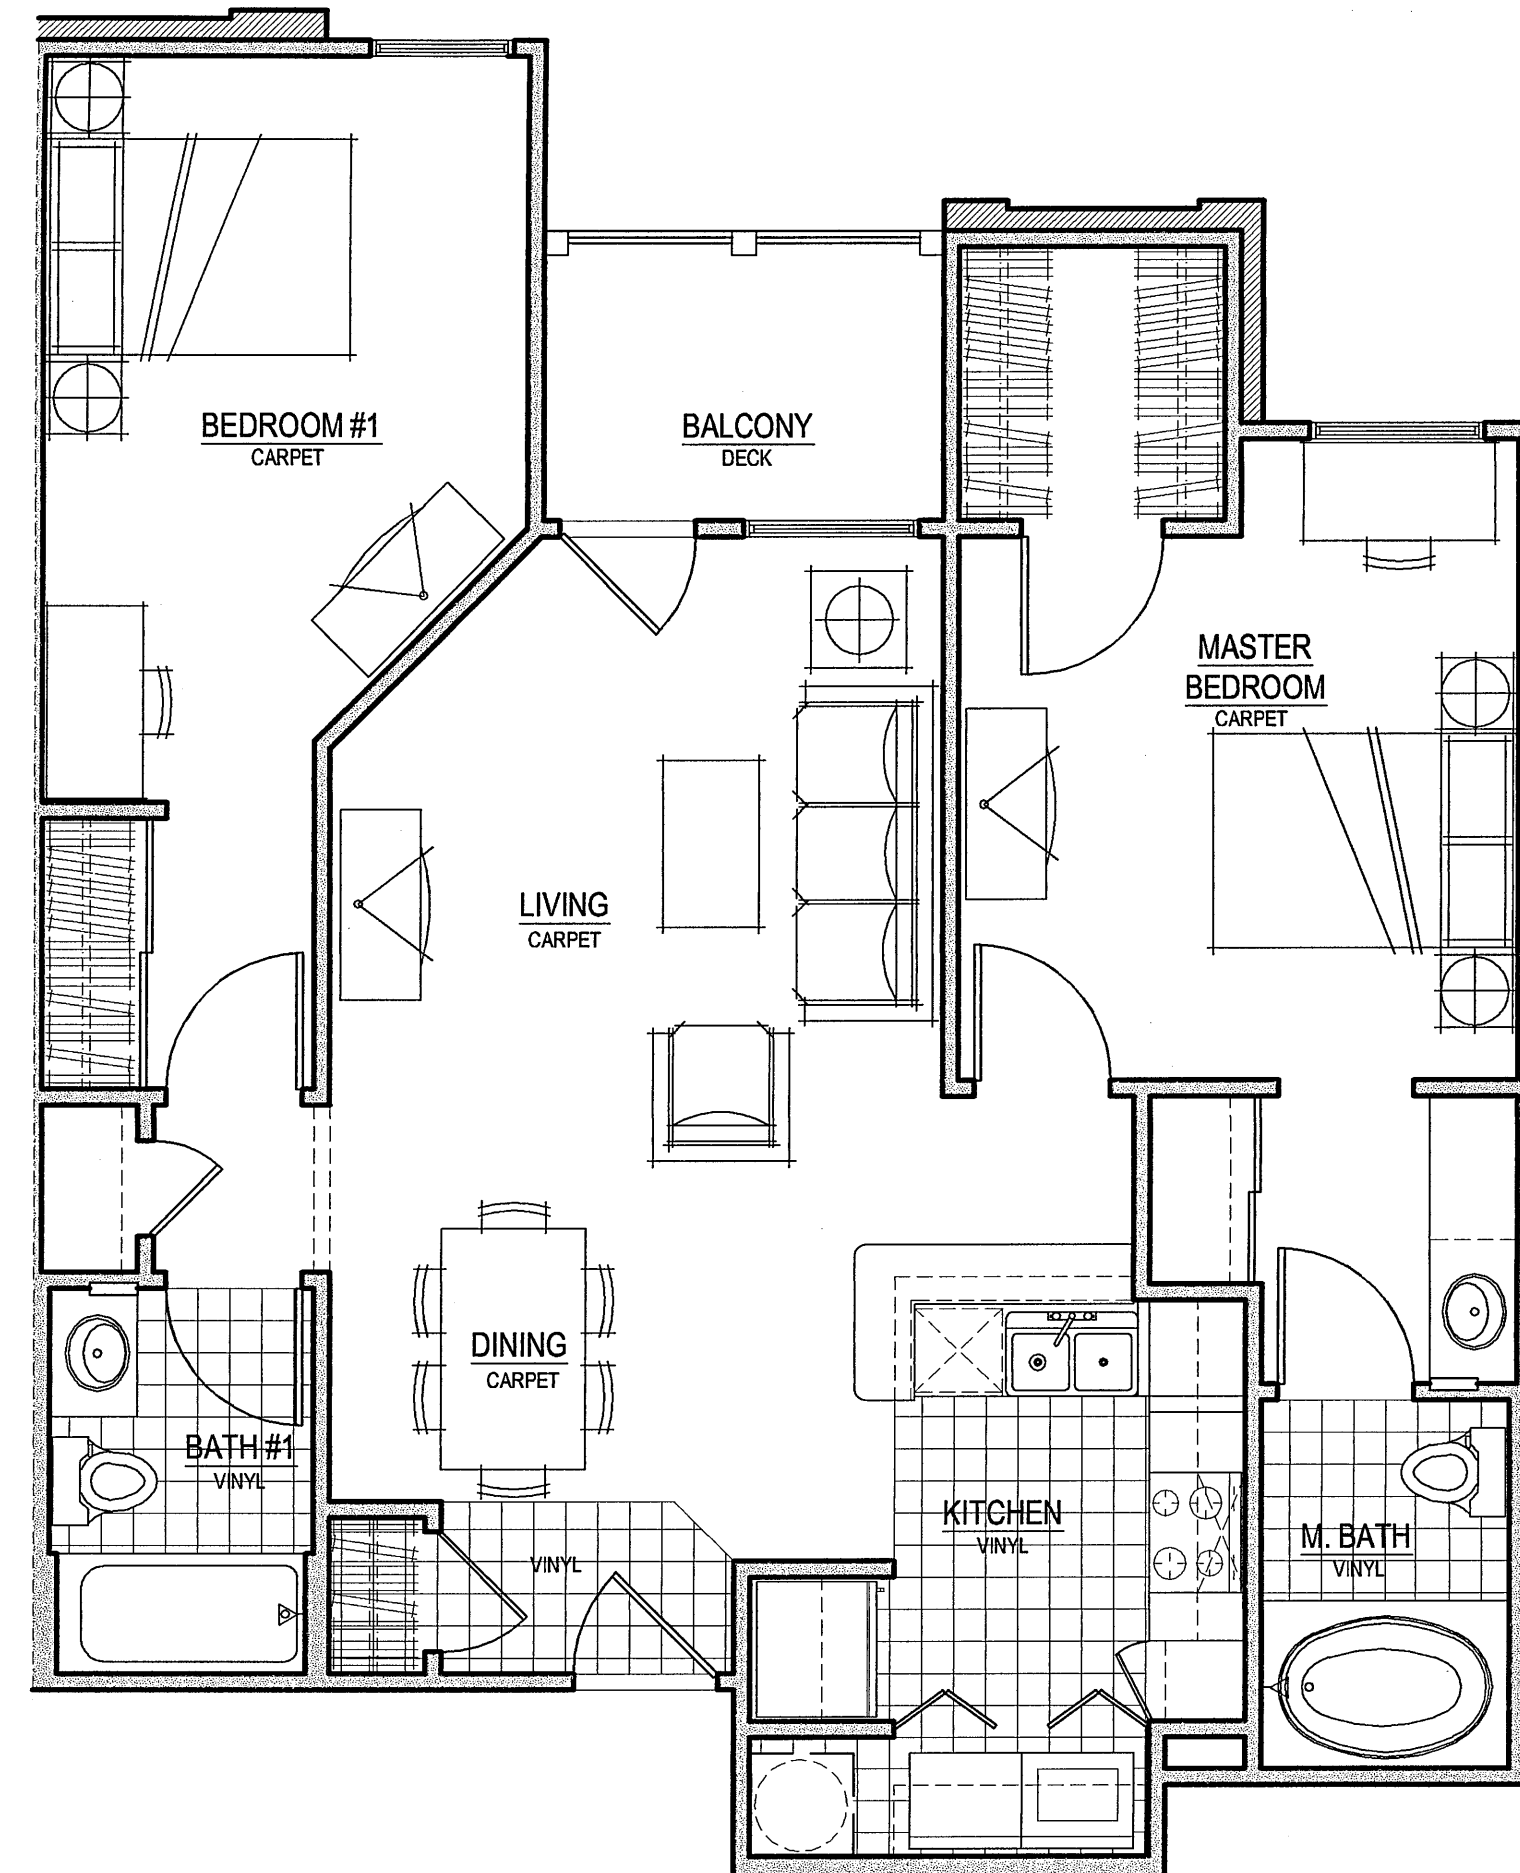 BEDROOM #1
CARPET
BALCONY
DECK
MASTER
BEDROOM
CARPET
LIVING
CARPET
DINING
CARPET
BATH #1
VINYL
KITCHEN
VINYL
M. BATH
VINYL
VINYL